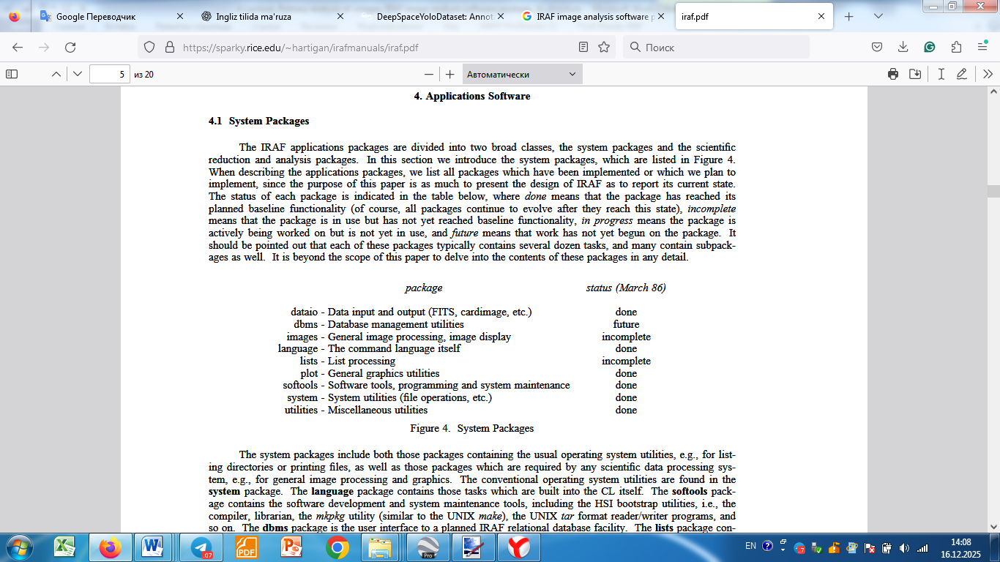 Google Переводчик
Ingliz tilida ma'ruza
DeepSpaceYoloDataset: Annot
IRAF image analysis software p
iraf.pdf
https://sparky.rice.edu/~hartigan/irafmanuals/iraf.pdf
Поиск
5 из 20
Автоматически
4. Applications Software
4.1 System Packages
The IRAF applications packages are divided into two broad classes, the system packages and the scientific
reduction and analysis packages. In this section we introduce the system packages, which are listed in Figure 4.
When describing the applications packages, we list all packages which have been implemented or which we plan to
implement, since the purpose of this paper is as much to present the design of IRAF as to report its current state.
The status of each package is indicated in the table below, where done means that the package has reached its
planned baseline functionality (of course, all packages continue to evolve after they reach this state), incomplete
means that the package is in use but has not yet reached baseline functionality, in progress means the package is
actively being worked on but is not yet in use, and future means that work has not yet begun on the package. It
should be pointed out that each of these packages typically contains several dozen tasks, and many contain subpack-
ages as well. It is beyond the scope of this paper to delve into the contents of these packages in any detail.
package status (March 86)
dataio - Data input and output (FITS, cardimage, etc.) done
dbms - Database management utilities future
images - General image processing, image display incomplete
language - The command language itself done
lists - List processing incomplete
plot - General graphics utilities done
softools - Software tools, programming and system maintenance done
system - System utilities (file operations, etc.) done
utilities - Miscellaneous utilities done
Figure 4. System Packages
The system packages include both those packages containing the usual operating system utilities, e.g., for list-
ing directories or printing files, as well as those packages which are required by any scientific data processing sys-
tem, e.g., for general image processing and graphics. The conventional operating system utilities are found in the
system package. The language package contains those tasks which are built into the CL itself. The softools pack-
age contains the software development and system maintenance tools, including the HSI bootstrap utilities, i.e., the
compiler, librarian, the mkpkg utility (similar to the UNIX make), the UNIX tar format reader/writer programs, and
so on. The dbms package is the user interface to a planned IRAF relational database facility. The lists package con-
EN
14:08
16.12.2025
.07
PDF
Pro